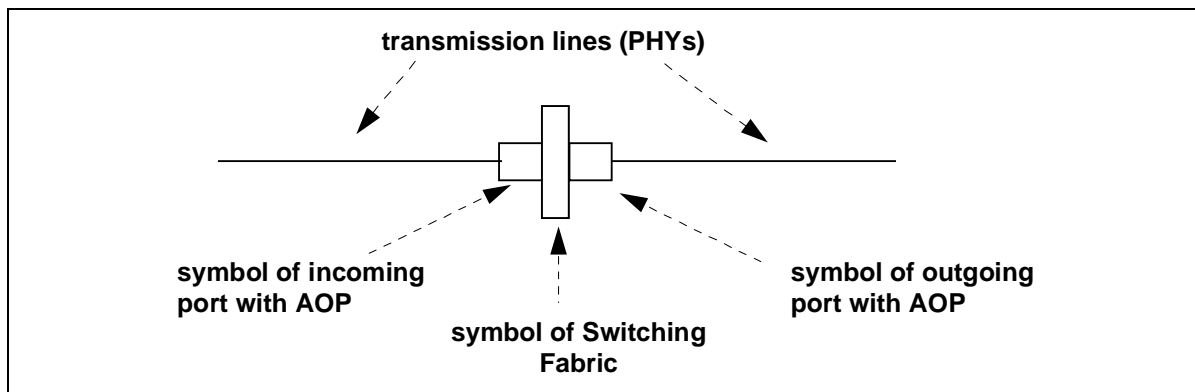 transmission lines (PHYs)
symbol of incoming
port with AOP
symbol of Switching
Fabric
symbol of outgoing
port with AOP